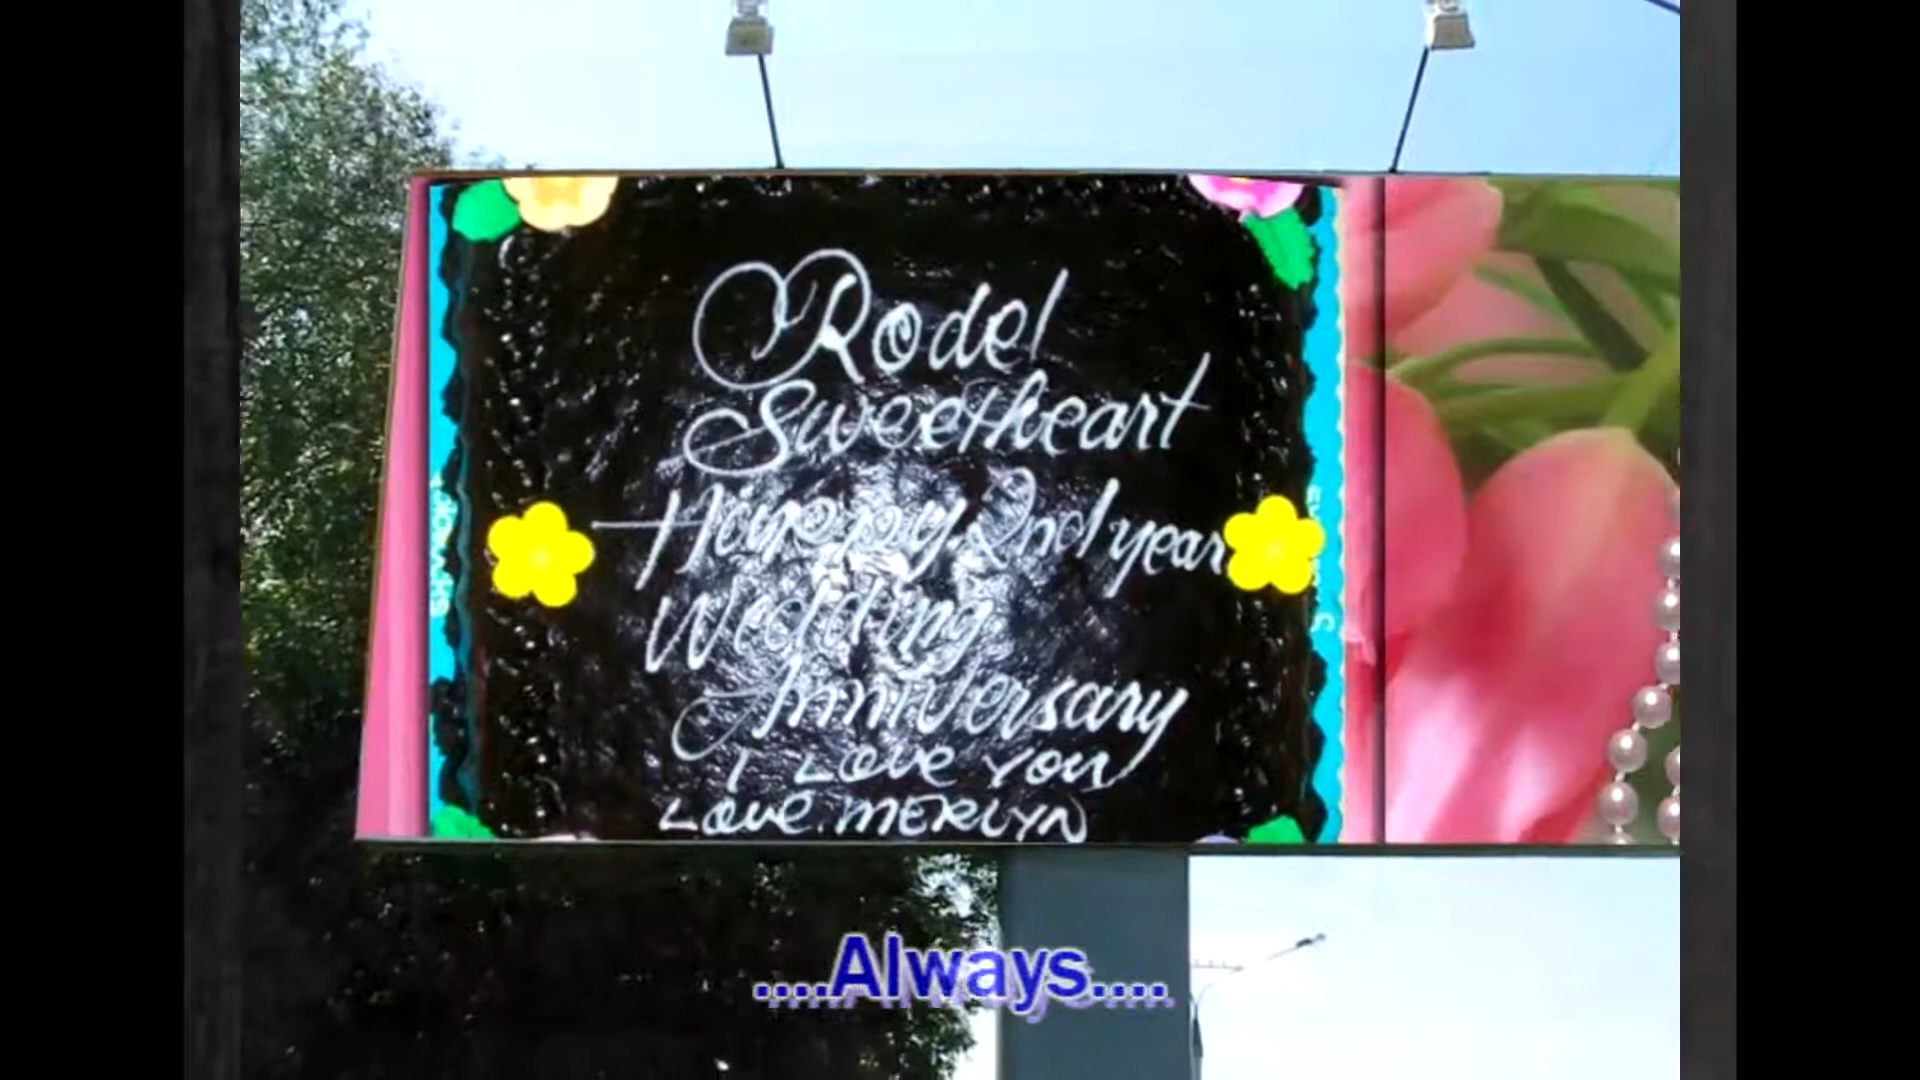 Rodel
Sweetheart
Happy 2nd year
Wedding
Anniversary
I Love You
Love. MERLYN
....Always....